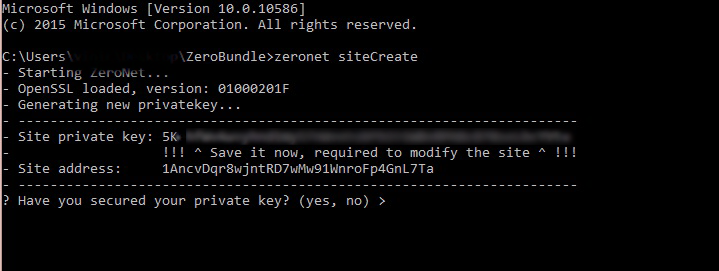 Microsoft Windows [Version 10.0.10586]
(c) 2015 Microsoft Corporation. All rights reserved.
C:\Users\ \ZeroBundle>zeronet siteCreate
- Starting ZeroNet...
- OpenSSL loaded, version: 01000201F
- Generating new privatekey...
- ----------------------------------------------------------------------
- Site private key: 5K
-                   !!! ^ Save it now, required to modify the site ^ !!!
- Site address:     1AncvDqr8wjntRD7wMw91WnroFp4GnL7Ta
- ----------------------------------------------------------------------
? Have you secured your private key? (yes, no) >